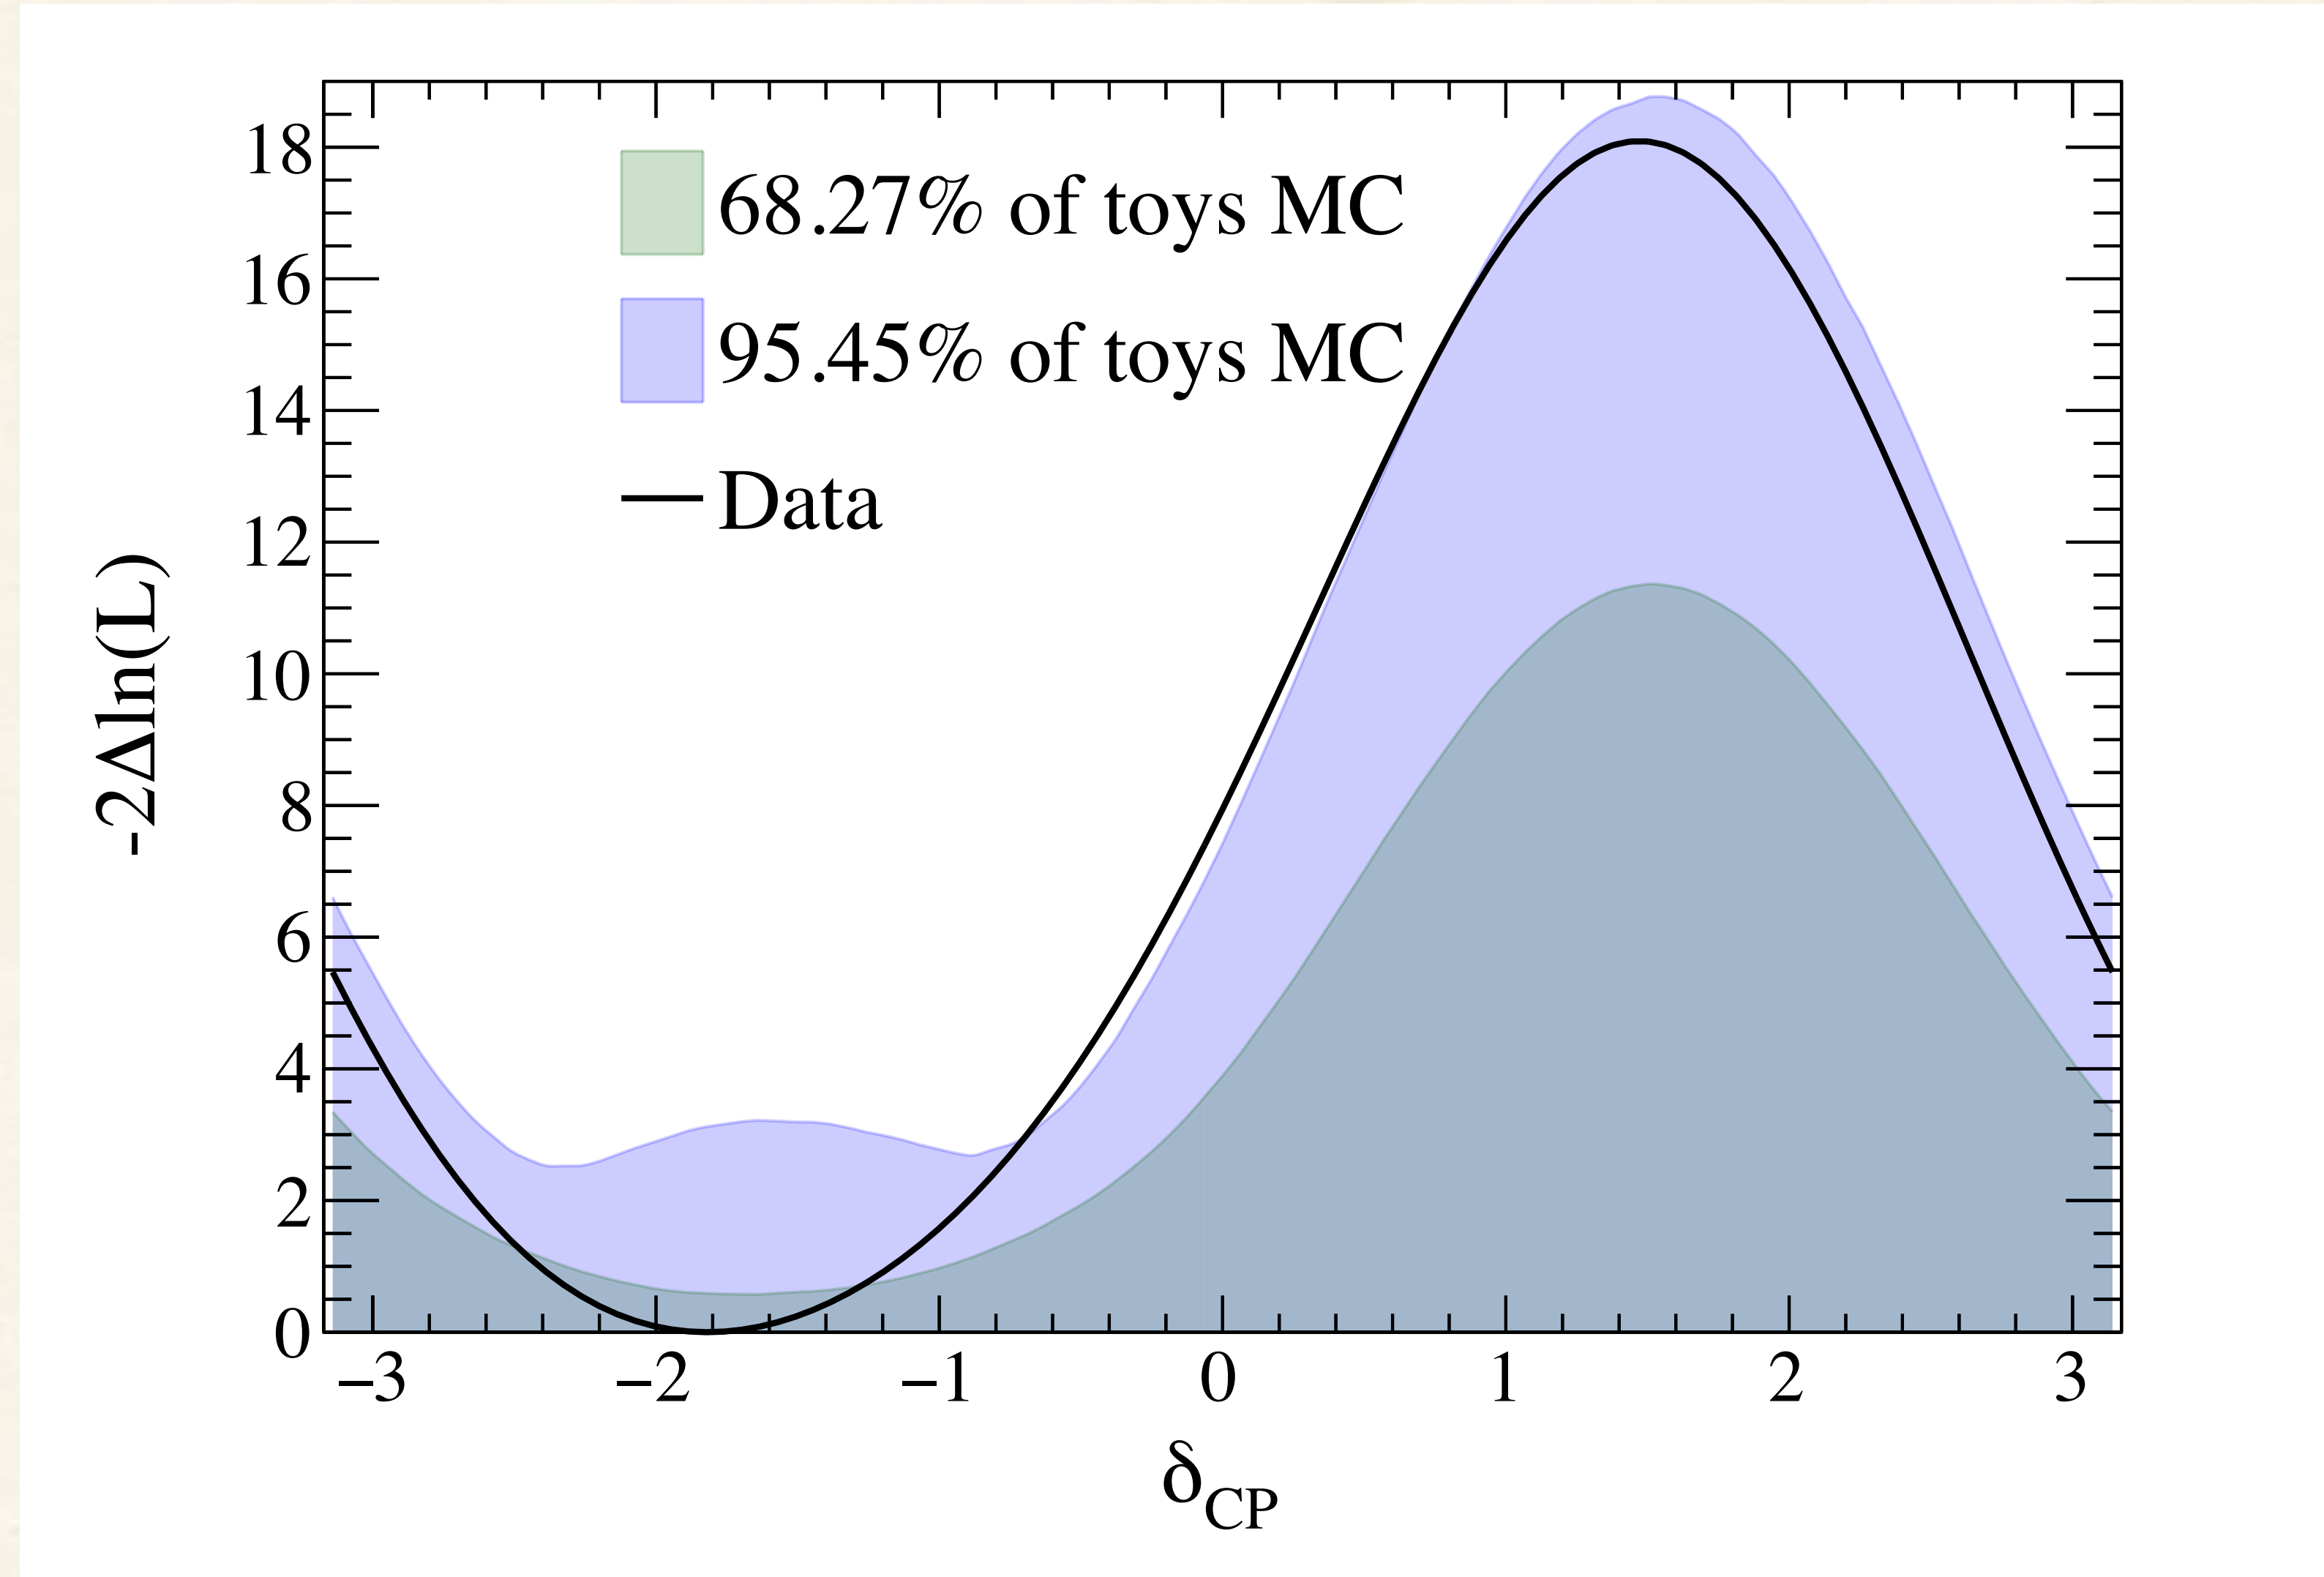 68.27% of toys MC
95.45% of toys MC
Data
-2Δln(L)
18
16
14
12
10
8
6
4
2
0
−3 −2 −1 0 1 2 3
δCP